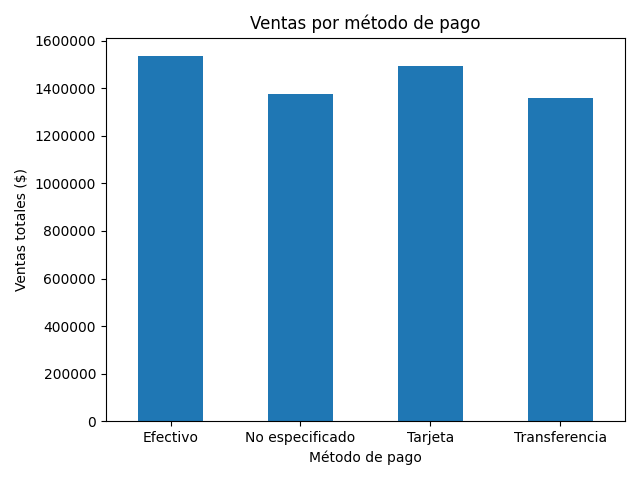 Ventas por método de pago
Ventas totales ($)
1600000
1400000
1200000
1000000
800000
600000
400000
200000
0
Efectivo
No especificado
Tarjeta
Transferencia
Método de pago